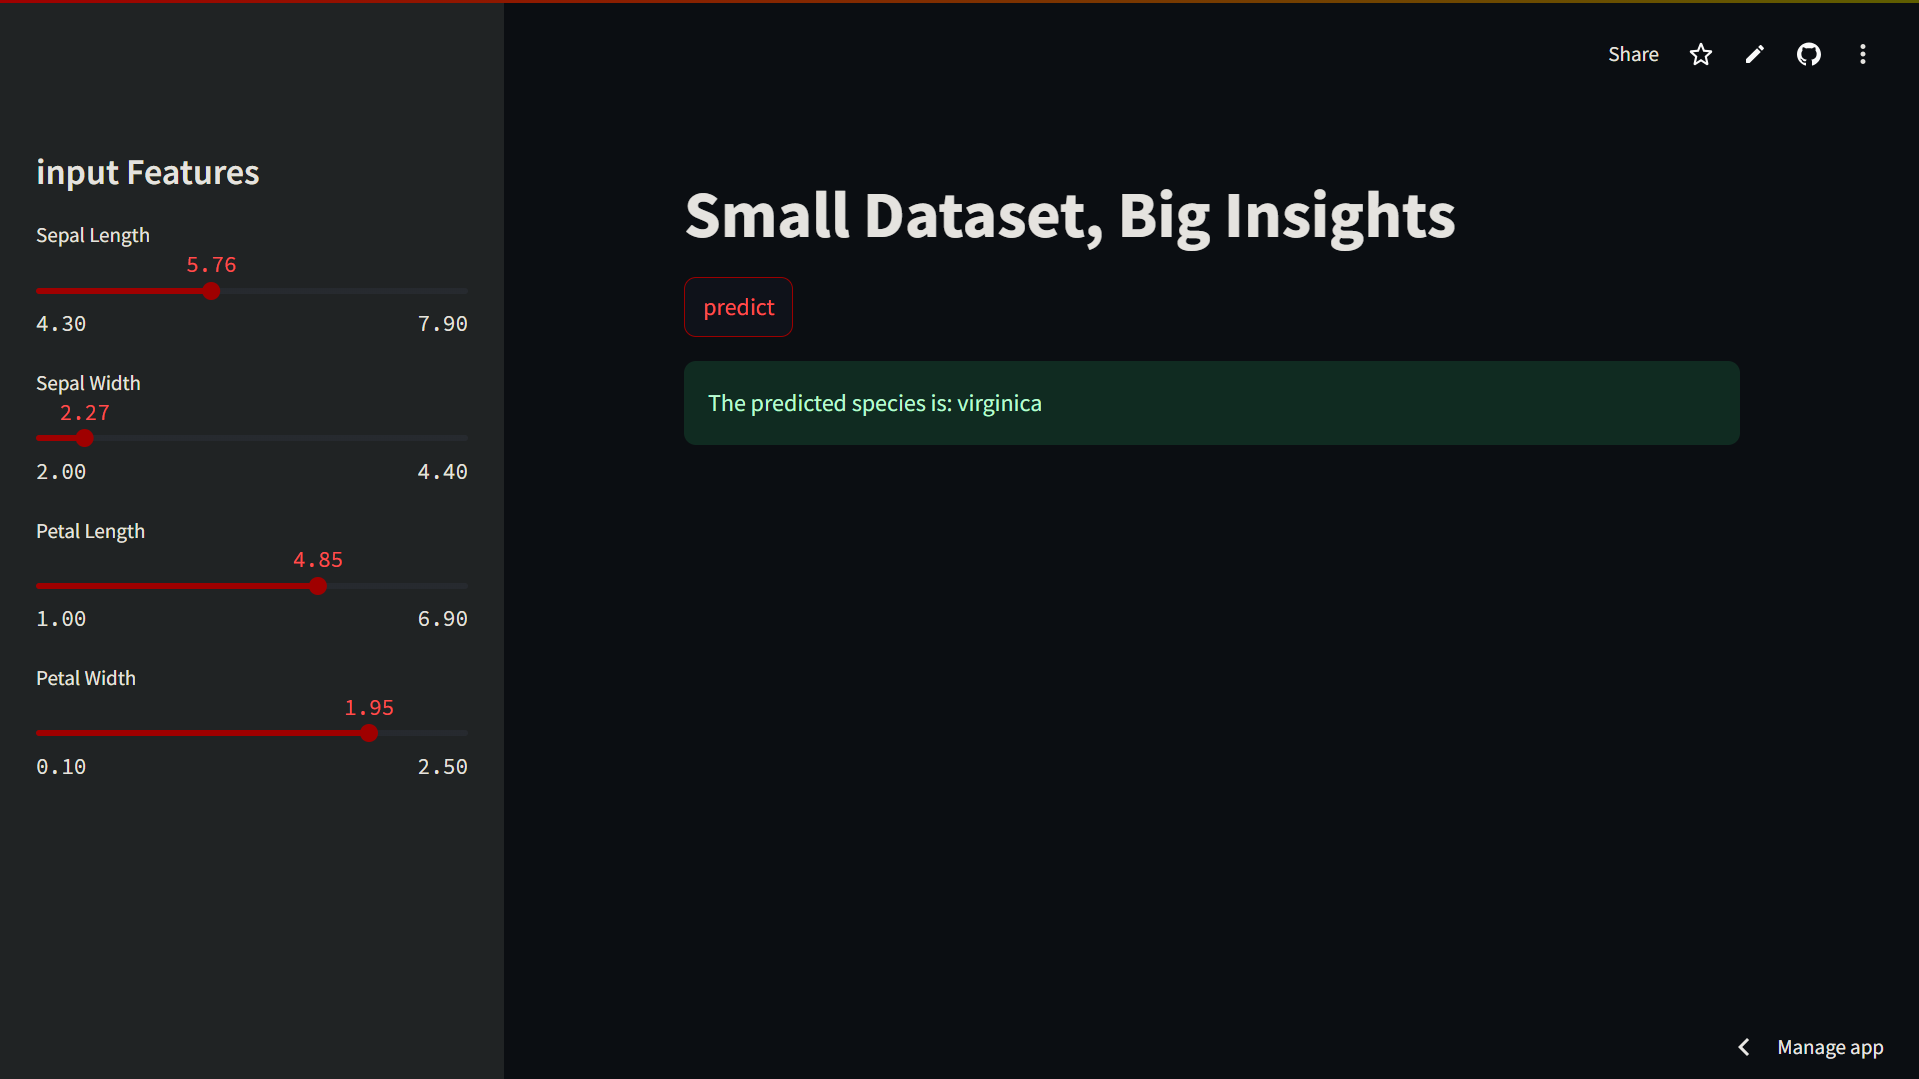 Share
input Features
Sepal Length
5.76
4.30 7.90
Sepal Width
2.27
2.00 4.40
Petal Length
4.85
1.00 6.90
Petal Width
1.95
0.10 2.50
Small Dataset, Big Insights
predict
The predicted species is: virginica
Manage app